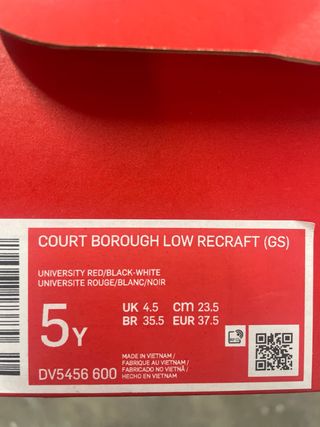 COURT BOROUGH LOW RECRAFT (GS)
UNIVERSITY RED/BLACK-WHITE
UNIVERSITE ROUGE/BLANC/NOIR
5Y
UK 4.5 cm 23.5
BR 35.5 EUR 37.5
MADE IN VIETNAM /
FABRIQUE AU VIETNAM /
FABRICADO NO VIETNÃ /
HECHO EN VIETNAM
DV5456 600